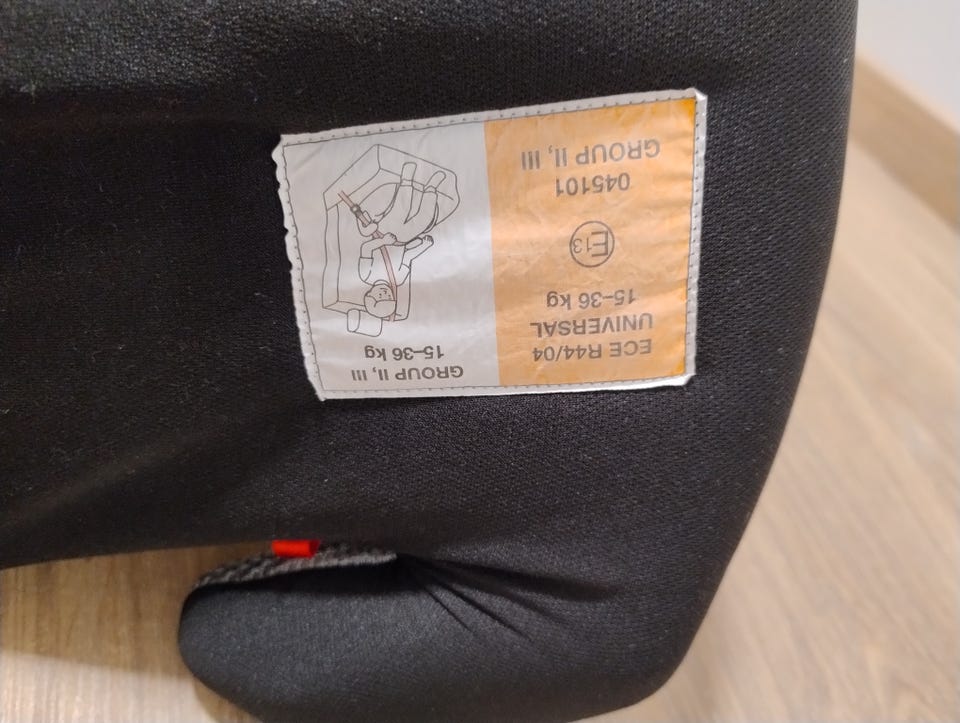 ECE R44/04
UNIVERSAL
15–36 kg
E13
045101
GROUP II, III
GROUP II, III
15–36 kg